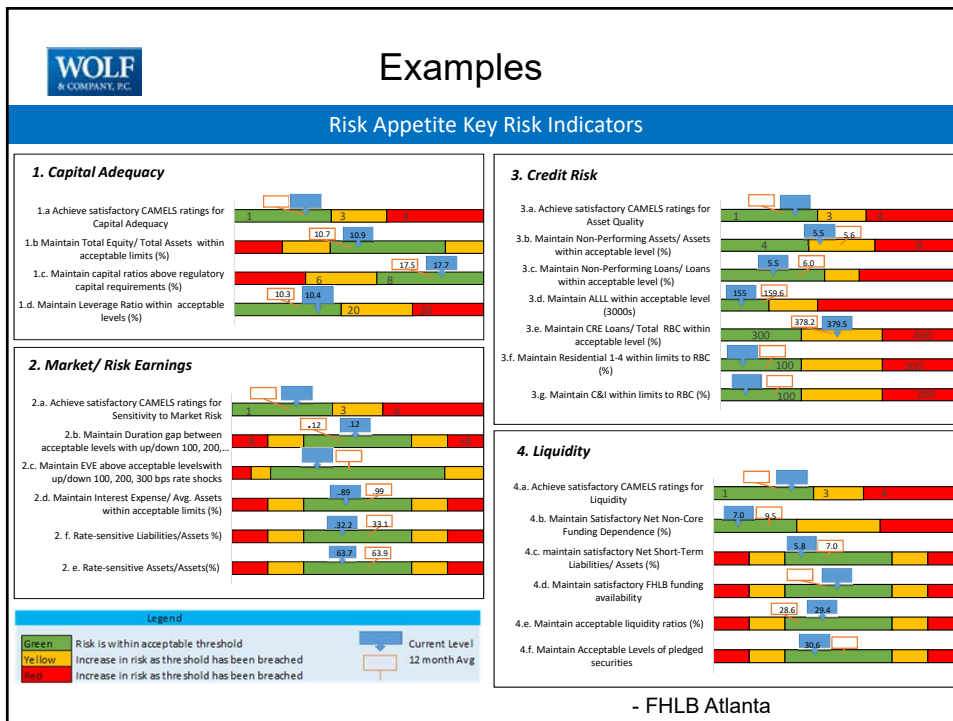 WOLF
& COMPANY, P.C.
Examples
Risk Appetite Key Risk Indicators
1. Capital Adequacy
1.a Achieve satisfactory CAMELS ratings for
Capital Adequacy
1 3 4
1.b Maintain Total Equity/ Total Assets within
acceptable limits (%)
10.7 10.9
1.c. Maintain capital ratios above regulatory
capital requirements (%)
17.5 17.7
6 8
1.d. Maintain Leverage Ratio within acceptable
levels (%)
10.3 10.4
20 30
2. Market/ Risk Earnings
2.a. Achieve satisfactory CAMELS ratings for
Sensitivity to Market Risk
1 3 4
2.b. Maintain Duration gap between
acceptable levels with up/down 100, 200,...
.12 .12
-6 +6
2.c. Maintain EVE above acceptable levelswith
up/down 100, 200, 300 bps rate shocks
2.d. Maintain Interest Expense/ Avg. Assets
within acceptable limits (%)
..89 .99
2. f. Rate-sensitive Liabilities/Assets %)
.32.2 33.1
2. e. Rate-sensitive Assets/Assets(%)
63.7 63.9
Legend
Green Risk is within acceptable threshold
Yellow Increase in risk as threshold has been breached
Red Increase in risk as threshold has been breached
Current Level
12 month Avg
3. Credit Risk
3.a. Achieve satisfactory CAMELS ratings for
Asset Quality
1 3 4
3.b. Maintain Non-Performing Assets/ Assets
within acceptable level (%)
5.5 5.6
4 8
3.c. Maintain Non-Performing Loans/ Loans
within acceptable level (%)
5.5 6.0
3.d. Maintain ALLL within acceptable level
(3000s)
155 159.6
3.e. Maintain CRE Loans/ Total RBC within
acceptable level (%)
378.2 379.5
300 400
3.f. Maintain Residential 1-4 within limits to RBC
(%)
100 200
3.g. Maintain C&I within limits to RBC (%)
100 200
4. Liquidity
4.a. Achieve satisfactory CAMELS ratings for
Liquidity
1 3 4
4.b. Maintain Satisfactory Net Non-Core
Funding Dependence (%)
7.0 9.5
4.c. maintain satisfactory Net Short-Term
Liabilities/ Assets (%)
5.8 7.0
4.d. Maintain satisfactory FHLB funding
availability
4.e. Maintain acceptable liquidity ratios (%)
28.6 29.4
4.f. Maintain Acceptable Levels of pledged
securities
30.6
- FHLB Atlanta